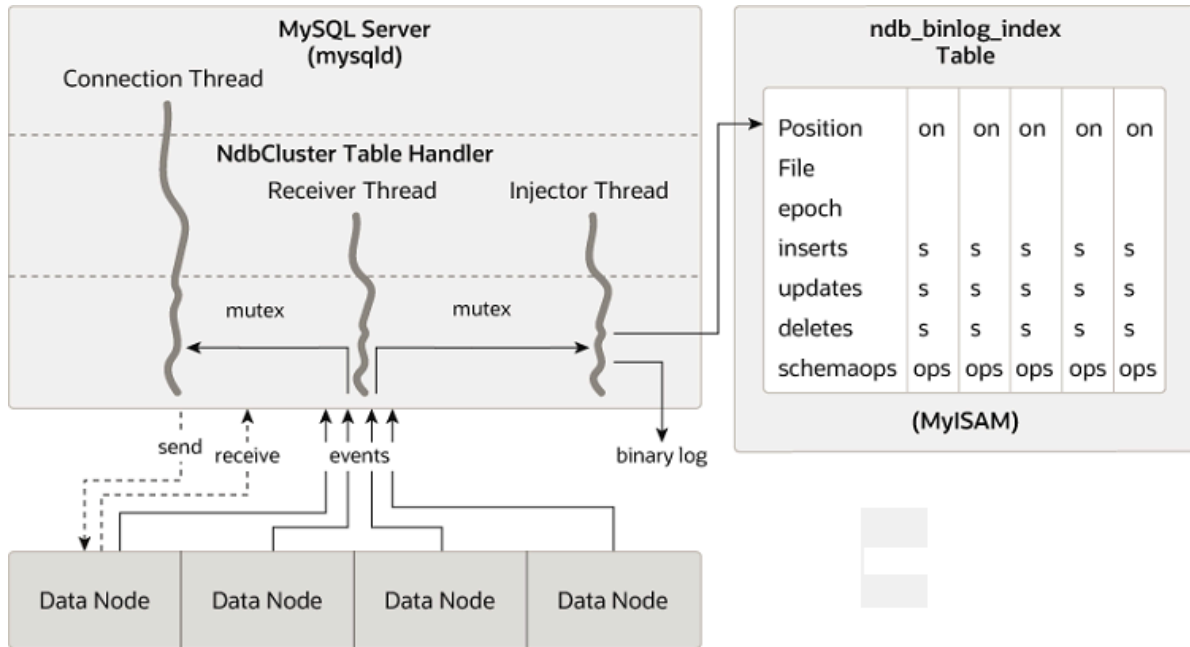 MySQL Server
(mysqld)
Connection Thread
NdbCluster Table Handler
Receiver Thread
Injector Thread
mutex
mutex
send
receive
events
binary log
Data Node
Data Node
Data Node
Data Node
ndb_binlog_index
Table
Position on on on on on
File
epoch
inserts s s s s s
updates s s s s s
deletes s s s s s
schemaops ops ops ops ops ops
(MyISAM)